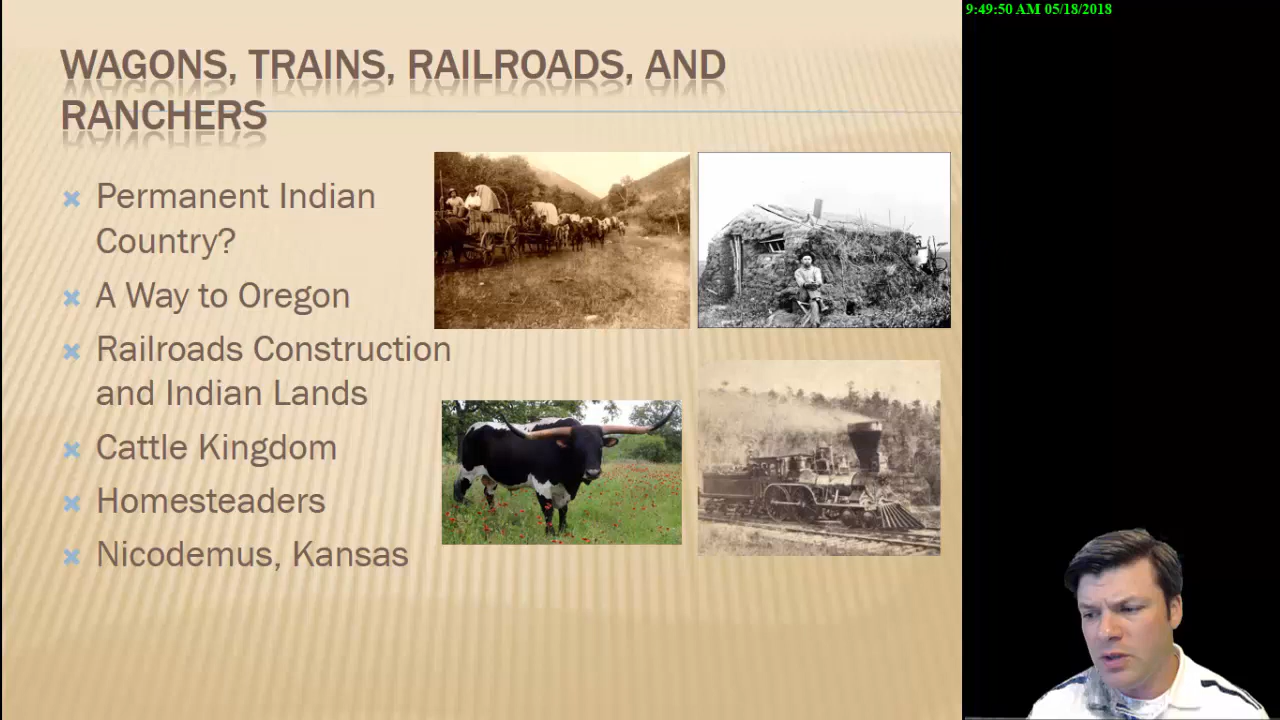 9:49:50 AM 05/18/2018
WAGONS, TRAINS, RAILROADS, AND
RANCHERS
Permanent Indian
Country?
A Way to Oregon
Railroads Construction
and Indian Lands
Cattle Kingdom
Homesteaders
Nicodemus, Kansas